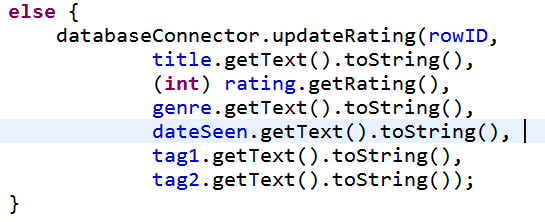 else {
    databaseConnector.updateRating(rowID,
            title.getText().toString(),
            (int) rating.getRating(),
            genre.getText().toString(),
            dateSeen.getText().toString(),
            tag1.getText().toString(),
            tag2.getText().toString());
}